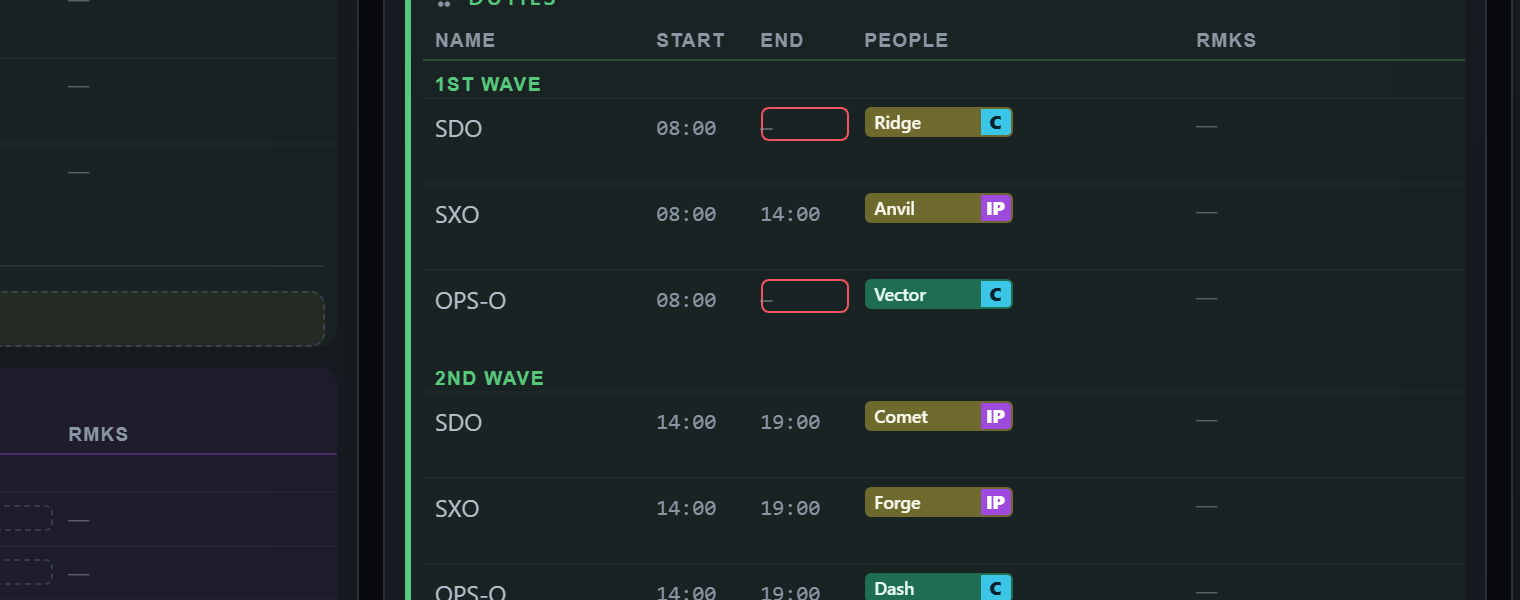 —
DUTIES
NAME START END PEOPLE RMKS
1ST WAVE
—
SDO 08:00 — Ridge C —
—
SXO 08:00 14:00 Anvil IP —
OPS-O 08:00 — Vector C —
2ND WAVE
SDO 14:00 19:00 Comet IP —
RMKS
SXO 14:00 19:00 Forge IP —
—
—
OPS-O 14:00 19:00 Dash C —